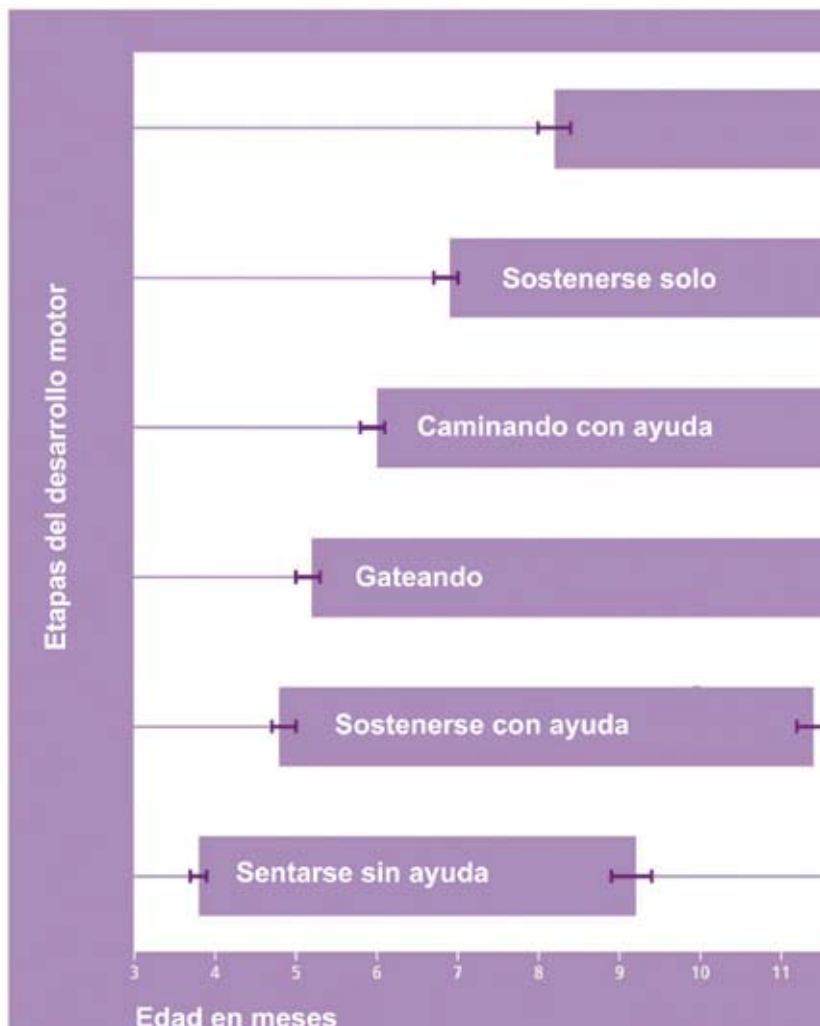 Etapas del desarrollo motor
Sostenerse solo
Caminando con ayuda
Gateando
Sostenerse con ayuda
Sentarse sin ayuda
3 4 5 6 7 8 9 10 11
Edad en meses